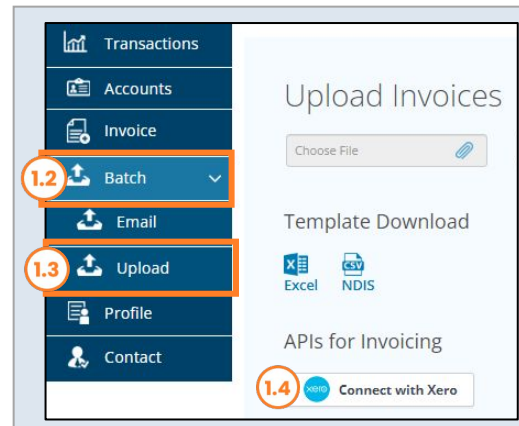 Transactions
Accounts
Invoice
1.2 Batch
Email
1.3 Upload
Profile
Contact
Upload Invoices
Choose File
Template Download
X CSV
Excel NDIS
APIs for Invoicing
1.4 xero Connect with Xero